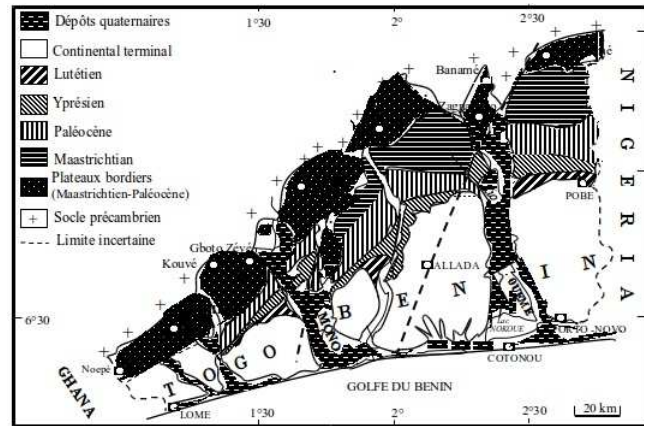 1°30 2° 2°30
Dépôts quaternaires
Continental terminal
Lutétien
Yprésien
Paléocène
Maastrichtian
Plateaux bordiers
(Maastrichtien-Paléocène)
Socle précambrien
Limite incertaine
Banamé
NIGERIA
POBE
Gboto Zévé
Kouvé
ALLADA
BENIN
OUEME
6°30
MONO
Lac
NOKOUE
PORTO-NOVO
COTONOU
Noepé
TOGO
GHANA
GOLFE DU BENIN
LOME
20 km
1°30 2° 2°30